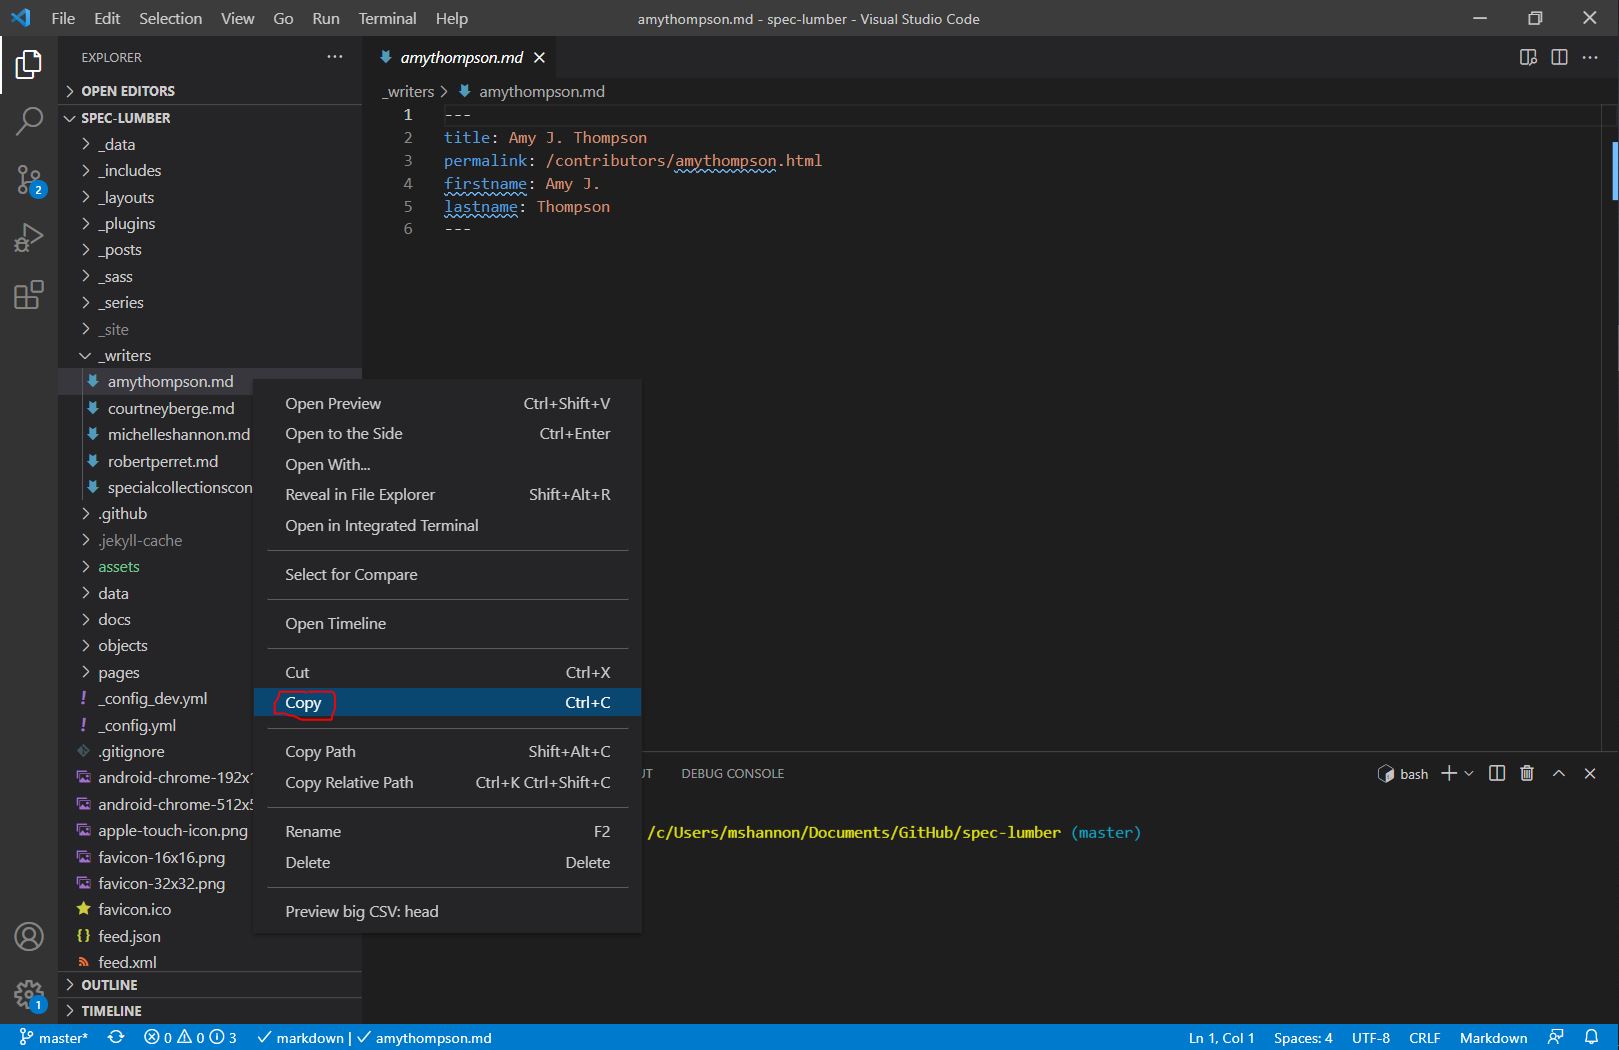 File Edit Selection View Go Run Terminal Help
amythompson.md - spec-lumber - Visual Studio Code
EXPLORER
OPEN EDITORS
SPEC-LUMBER
_data
_includes
_layouts
_plugins
_posts
_sass
_series
_site
_writers
amythompson.md
courtneyberge.md
michelleshannon.md
robertperret.md
specialcollectionscon
.github
.jekyll-cache
assets
data
docs
objects
pages
_config_dev.yml
_config.yml
.gitignore
android-chrome-192x1
android-chrome-512x5
apple-touch-icon.png
favicon-16x16.png
favicon-32x32.png
favicon.ico
feed.json
feed.xml
OUTLINE
TIMELINE
2
1
amythompson.md
_writers > amythompson.md
1 ---
2 title: Amy J. Thompson
3 permalink: /contributors/amythompson.html
4 firstname: Amy J.
5 lastname: Thompson
6 ---
Open Preview Ctrl+Shift+V
Open to the Side Ctrl+Enter
Open With...
Reveal in File Explorer Shift+Alt+R
Open in Integrated Terminal
Select for Compare
Open Timeline
Cut Ctrl+X
Copy Ctrl+C
Copy Path Shift+Alt+C
Copy Relative Path Ctrl+K Ctrl+Shift+C
Rename F2
Delete Delete
Preview big CSV: head
UT DEBUG CONSOLE
bash
/c/Users/mshannon/Documents/GitHub/spec-lumber (master)
master* 0 0 3 markdown | amythompson.md
Ln 1, Col 1 Spaces: 4 UTF-8 CRLF Markdown